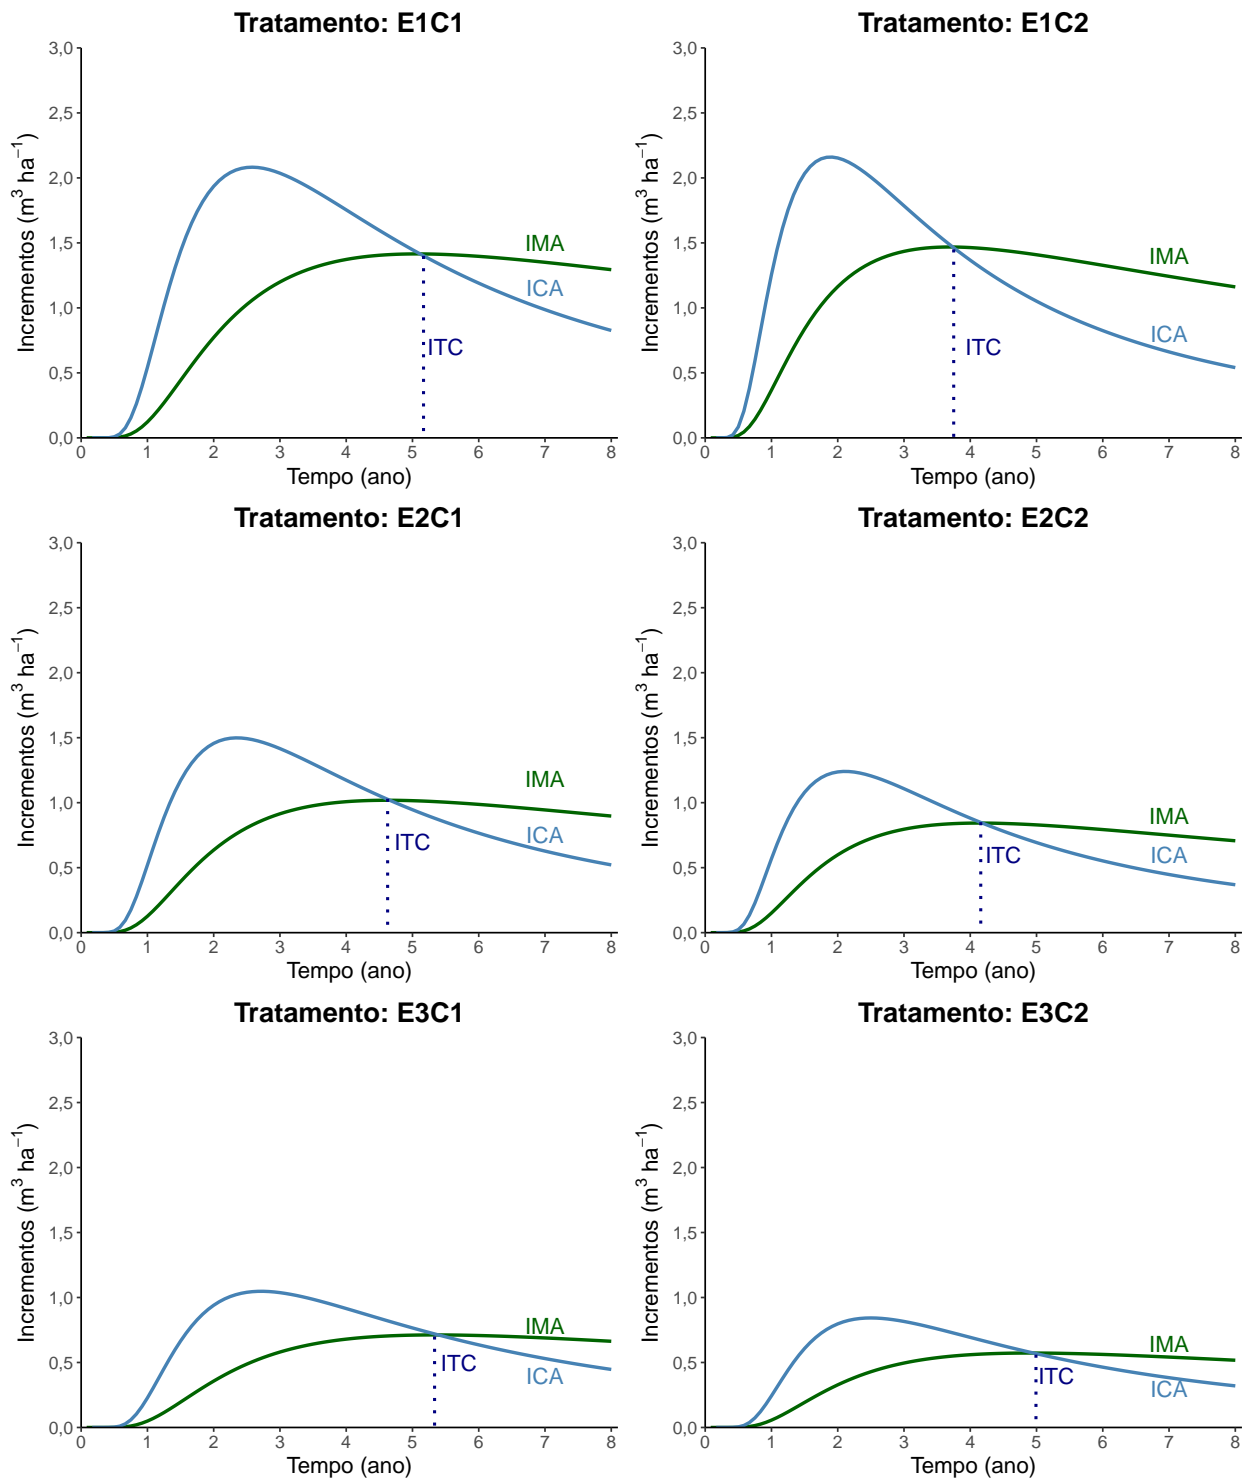 Tratamento: E1C1
3,0
2,5
2,0
1,5
1,0
0,5
0,0
Incrementos (m³ ha⁻¹)
IMA
ICA
ITC
0 1 2 3 4 5 6 7 8
Tempo (ano)
Tratamento: E1C2
3,0
2,5
2,0
1,5
1,0
0,5
0,0
Incrementos (m³ ha⁻¹)
IMA
ICA
ITC
0 1 2 3 4 5 6 7 8
Tempo (ano)
Tratamento: E2C1
3,0
2,5
2,0
1,5
1,0
0,5
0,0
Incrementos (m³ ha⁻¹)
IMA
ICA
ITC
0 1 2 3 4 5 6 7 8
Tempo (ano)
Tratamento: E2C2
3,0
2,5
2,0
1,5
1,0
0,5
0,0
Incrementos (m³ ha⁻¹)
IMA
ICA
ITC
0 1 2 3 4 5 6 7 8
Tempo (ano)
Tratamento: E3C1
3,0
2,5
2,0
1,5
1,0
0,5
0,0
Incrementos (m³ ha⁻¹)
IMA
ITC
ICA
0 1 2 3 4 5 6 7 8
Tempo (ano)
Tratamento: E3C2
3,0
2,5
2,0
1,5
1,0
0,5
0,0
Incrementos (m³ ha⁻¹)
IMA
ITC
ICA
0 1 2 3 4 5 6 7 8
Tempo (ano)